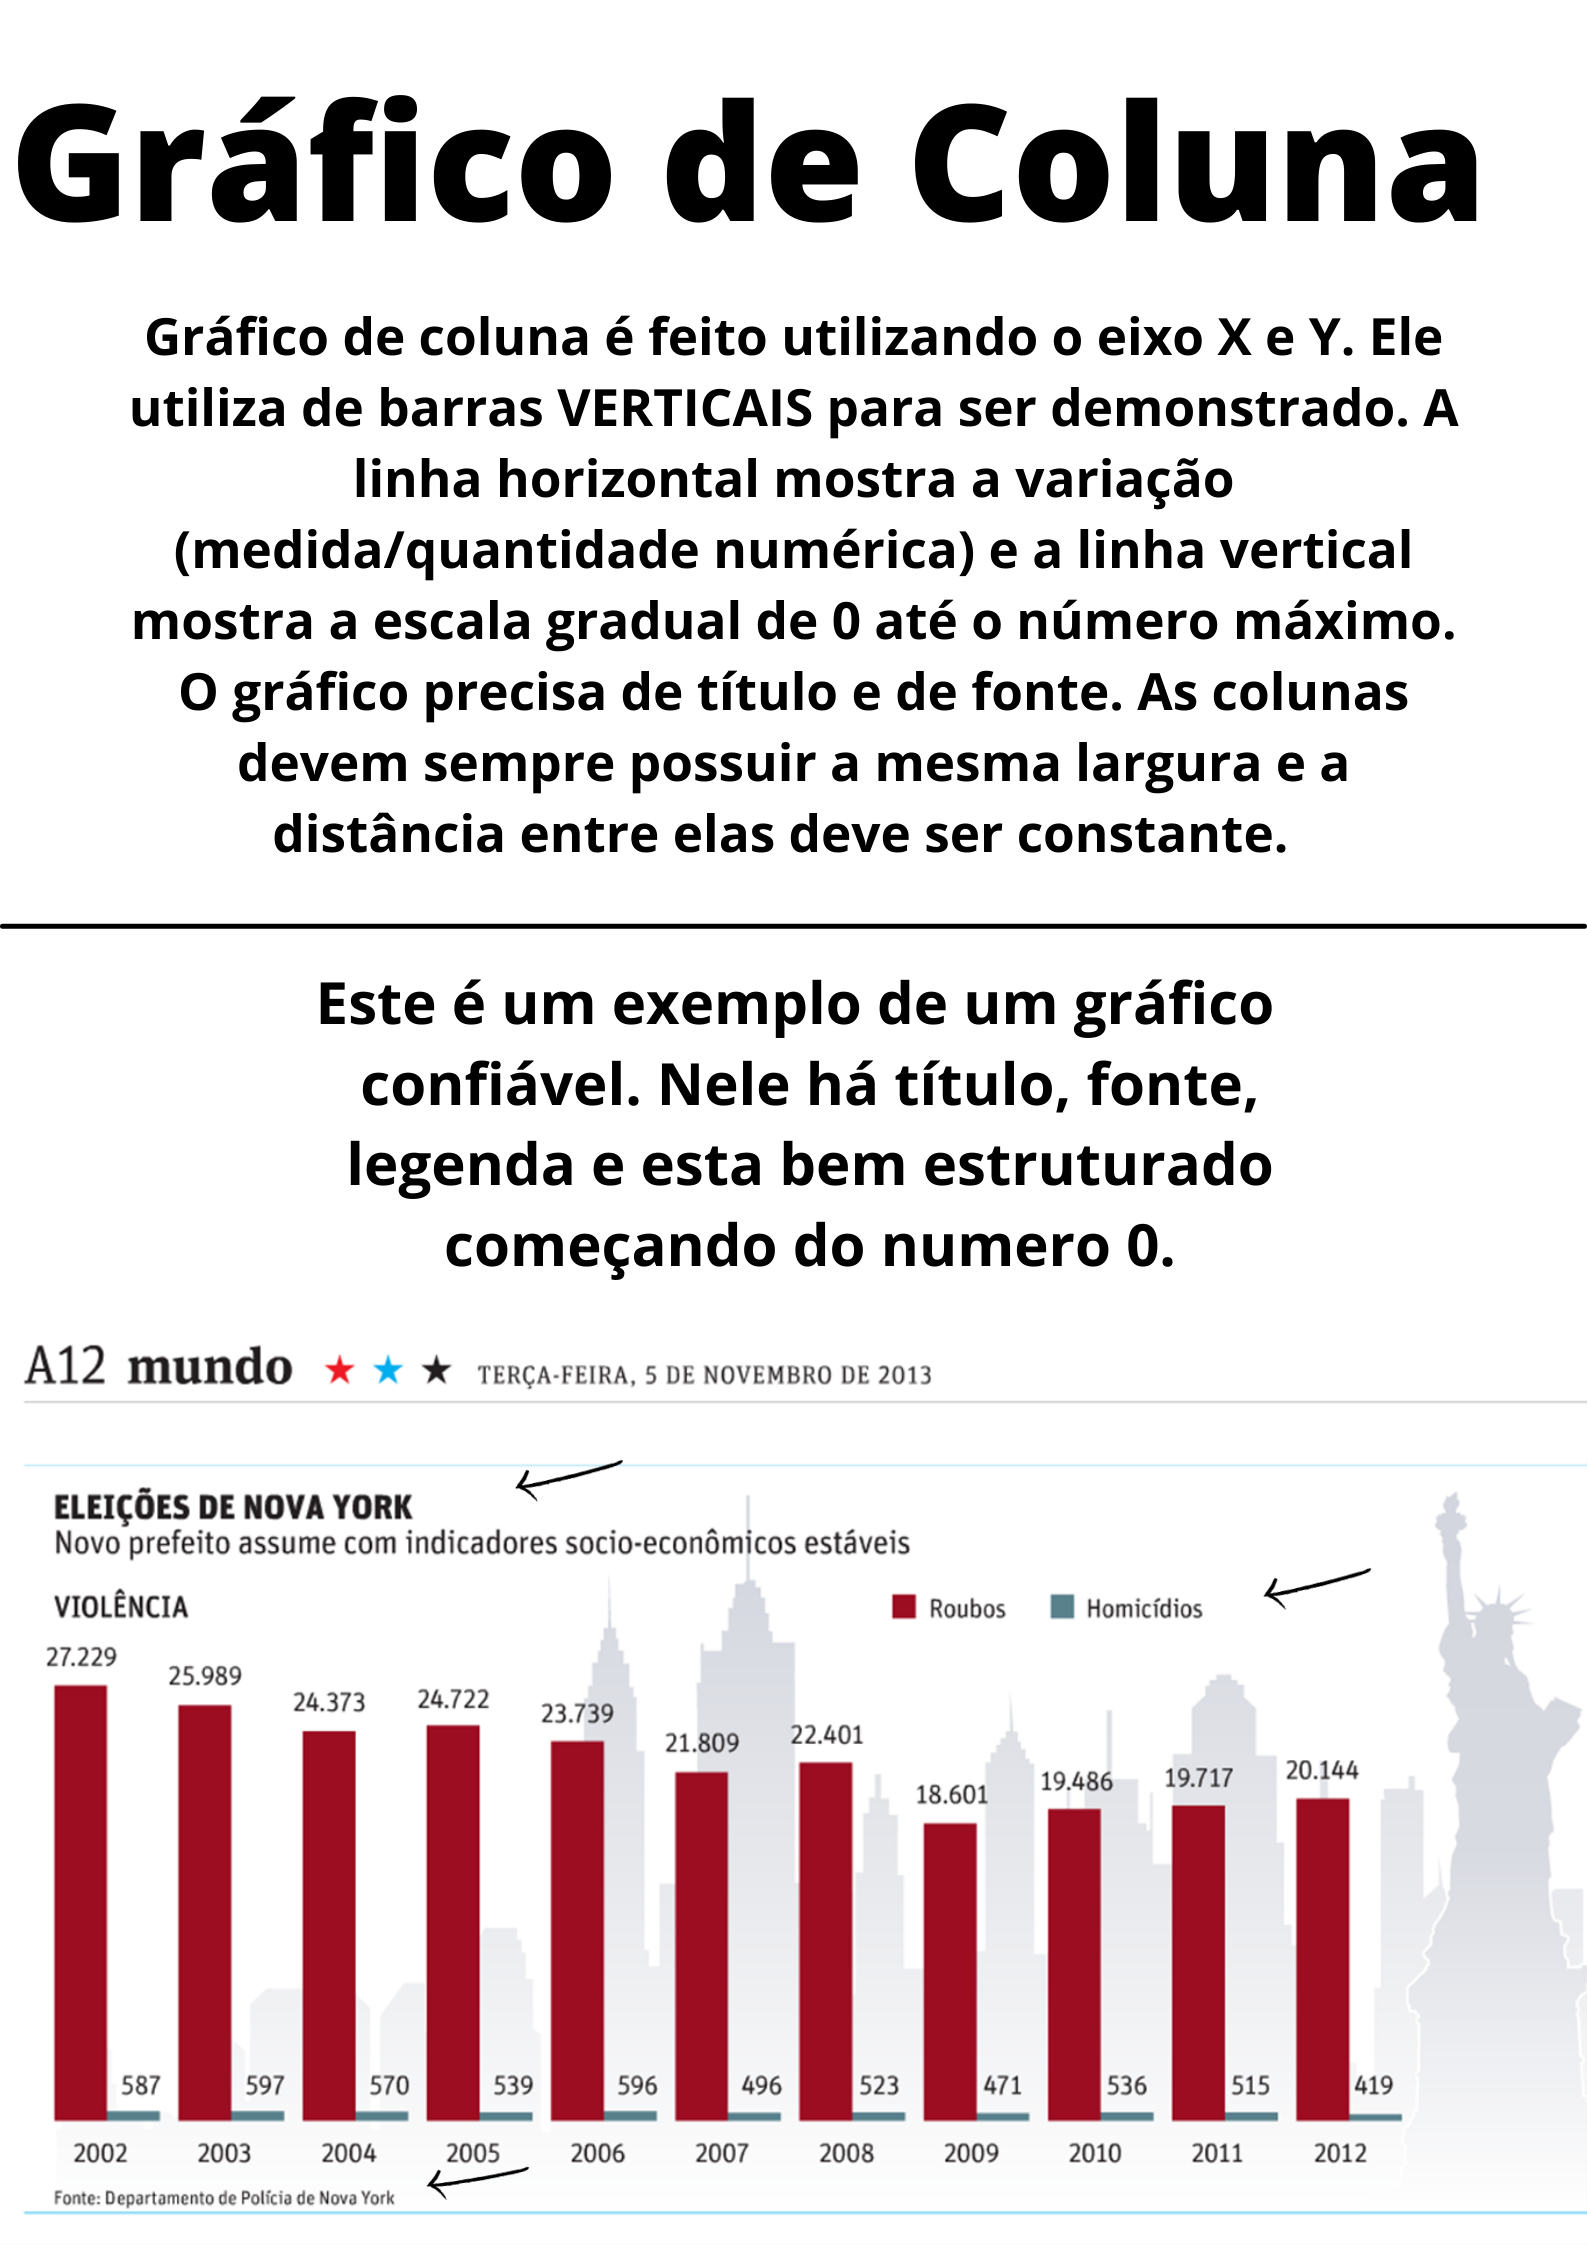 Gráfico de Coluna
Gráfico de coluna é feito utilizando o eixo X e Y. Ele
utiliza de barras VERTICAIS para ser demonstrado. A
linha horizontal mostra a variação
(medida/quantidade numérica) e a linha vertical
mostra a escala gradual de 0 até o número máximo.
O gráfico precisa de título e de fonte. As colunas
devem sempre possuir a mesma largura e a
distância entre elas deve ser constante.
Este é um exemplo de um gráfico
confiável. Nele há título, fonte,
legenda e esta bem estruturado
começando do numero 0.
A12 mundo TERÇA-FEIRA, 5 DE NOVEMBRO DE 2013
ELEIÇÕES DE NOVA YORK
Novo prefeito assume com indicadores socio-econômicos estáveis
VIOLÊNCIA Roubos Homicídios
27.229 25.989 24.373 24.722 23.739 21.809 22.401 18.601 19.486 19.717 20.144
587 597 570 539 596 496 523 471 536 515 419
2002 2003 2004 2005 2006 2007 2008 2009 2010 2011 2012
Fonte: Departamento de Polícia de Nova York